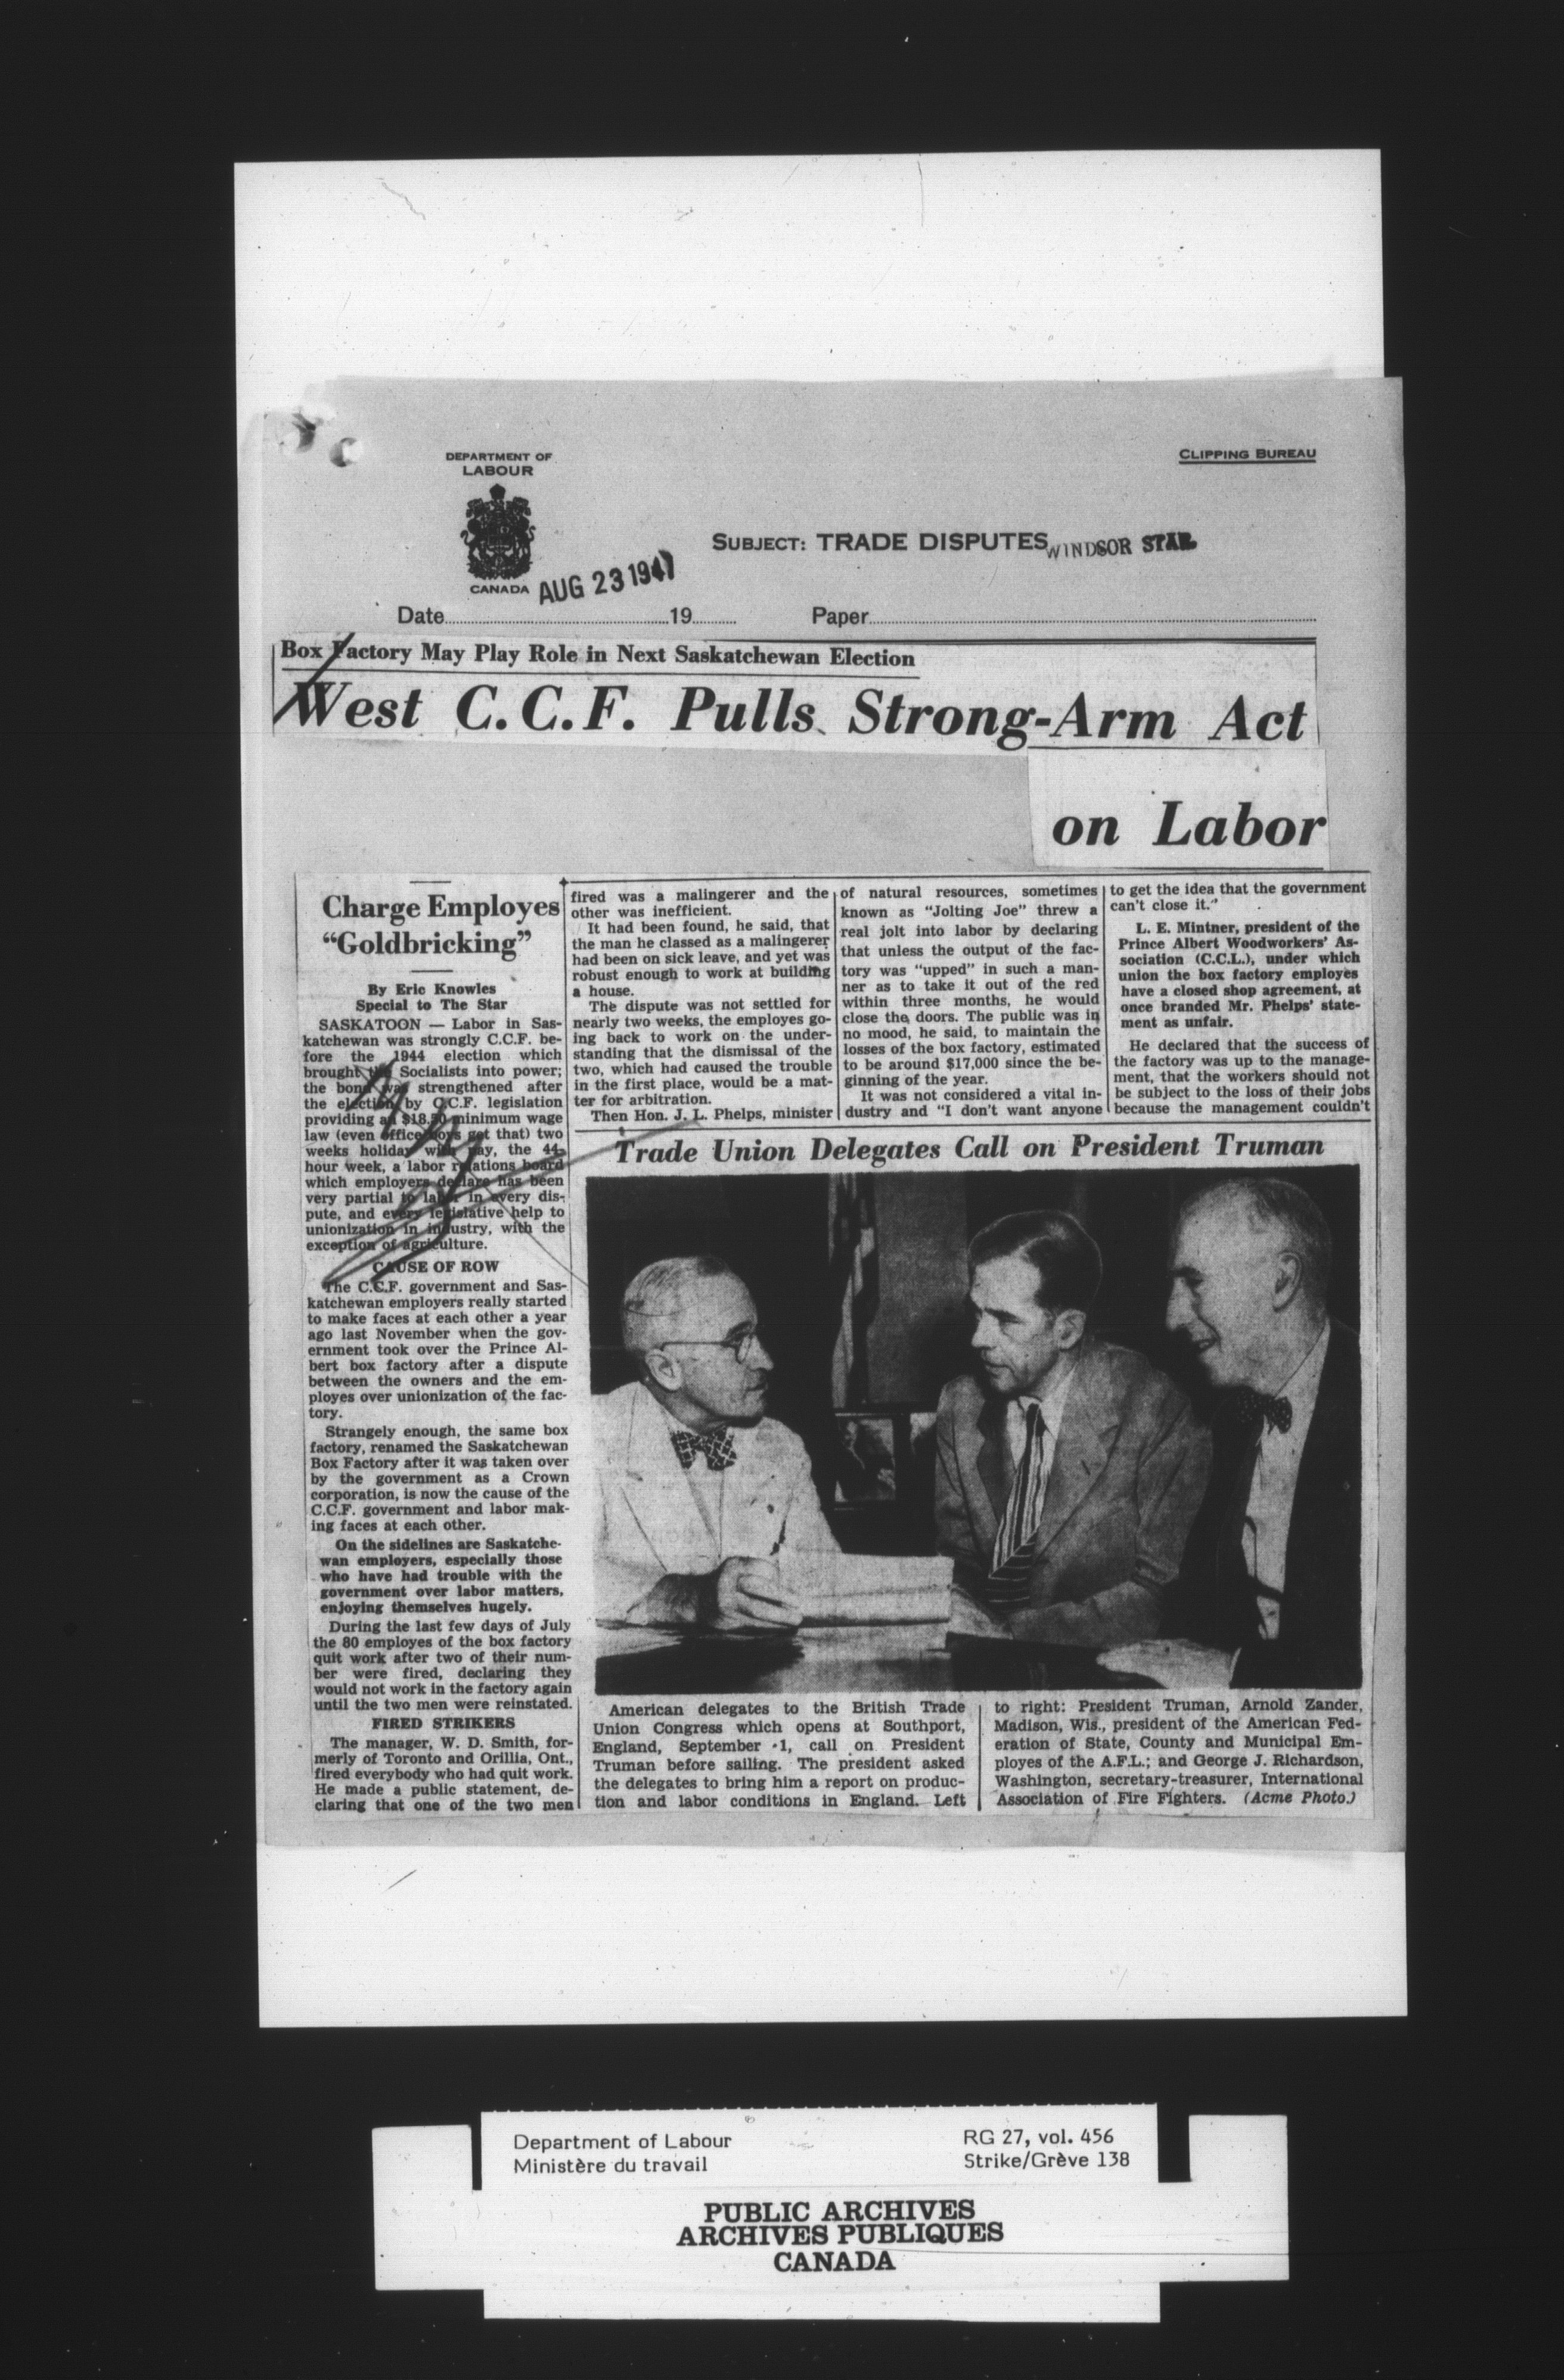 DEPARTMENT OF
LABOUR
CANADA
CLIPPING BUREAU
SUBJECT: TRADE DISPUTES
WINDSOR STAR
AUG 23 1947
Date 19
Paper
Box Factory May Play Role in Next Saskatchewan Election
West C.C.F. Pulls Strong-Arm Act
on Labor
Charge Employes
“Goldbricking”
By Eric Knowles
Special to The Star
SASKATOON — Labor in Sas-
katchewan was strongly C.C.F. be-
fore the 1944 election which
brought the Socialists into power;
the bond was strengthened after
the election by C.C.F. legislation
providing an $18.50 minimum wage
law (even office boys get that) two
weeks holiday with pay, the 44-
hour week, a labor relations board
which employers declare has been
very partial to labor in every dis-
pute, and every legislative help to
unionization in industry, with the
exception of agriculture.
CAUSE OF ROW
The C.C.F. government and Sas-
katchewan employers really started
to make faces at each other a year
ago last November when the gov-
ernment took over the Prince Al-
bert box factory after a dispute
between the owners and the em-
ployes over unionization of the fac-
tory.
Strangely enough, the same box
factory, renamed the Saskatchewan
Box Factory after it was taken over
by the government as a Crown
corporation, is now the cause of the
C.C.F. government and labor mak-
ing faces at each other.
On the sidelines are Saskatche-
wan employers, especially those
who have had trouble with the
government over labor matters,
enjoying themselves hugely.
During the last few days of July
the 80 employes of the box factory
quit work after two of their num-
ber were fired, declaring they
would not work in the factory again
until the two men were reinstated.
FIRED STRIKERS
The manager, W. D. Smith, for-
merly of Toronto and Orillia, Ont.,
fired everybody who had quit work.
He made a public statement, de-
claring that one of the two men
fired was a malingerer and the
other was inefficient.
It had been found, he said, that
the man he classed as a malingerer
had been on sick leave, and yet was
robust enough to work at building
a house.
The dispute was not settled for
nearly two weeks, the employes go-
ing back to work on the under-
standing that the dismissal of the
two, which had caused the trouble
in the first place, would be a mat-
ter for arbitration.
Then Hon. J. L. Phelps, minister
of natural resources, sometimes
known as “Jolting Joe” threw a
real jolt into labor by declaring
that unless the output of the fac-
tory was “upped” in such a man-
ner as to take it out of the red
within three months, he would
close the doors. The public was in
no mood, he said, to maintain the
losses of the box factory, estimated
to be around $17,000 since the be-
ginning of the year.
It was not considered a vital in-
dustry and “I don't want anyone
to get the idea that the government
can't close it.”
L. E. Mintner, president of the
Prince Albert Woodworkers' As-
sociation (C.C.L.), under which
union the box factory employes
have a closed shop agreement, at
once branded Mr. Phelps' state-
ment as unfair.
He declared that the success of
the factory was up to the manage-
ment, that the workers should not
be subject to the loss of their jobs
because the management couldn't
Trade Union Delegates Call on President Truman
American delegates to the British Trade
Union Congress which opens at Southport,
England, September 1, call on President
Truman before sailing. The president asked
the delegates to bring him a report on produc-
tion and labor conditions in England. Left
to right: President Truman, Arnold Zander,
Madison, Wis., president of the American Fed-
eration of State, County and Municipal Em-
ployes of the A.F.L.; and George J. Richardson,
Washington, secretary-treasurer, International
Association of Fire Fighters. (Acme Photo.)
Department of Labour
Ministère du travail
RG 27, vol. 456
Strike/Grève 138
PUBLIC ARCHIVES
ARCHIVES PUBLIQUES
CANADA